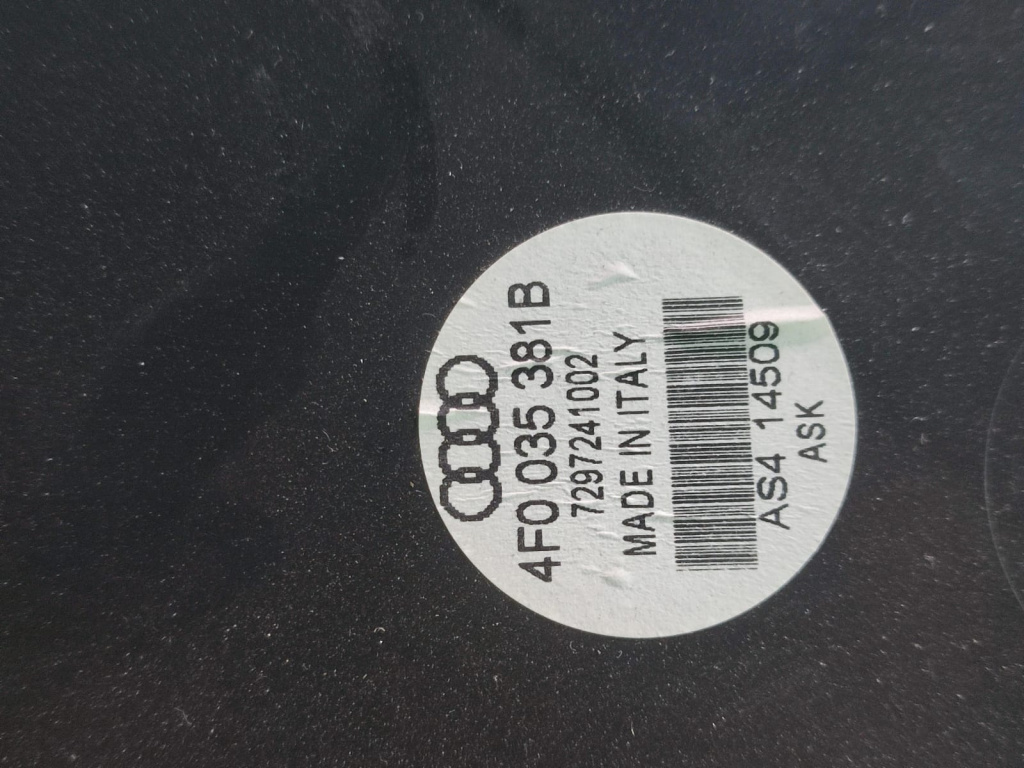 4F0 035 381B
7297241002
MADE IN ITALY
AS4 14509
ASK